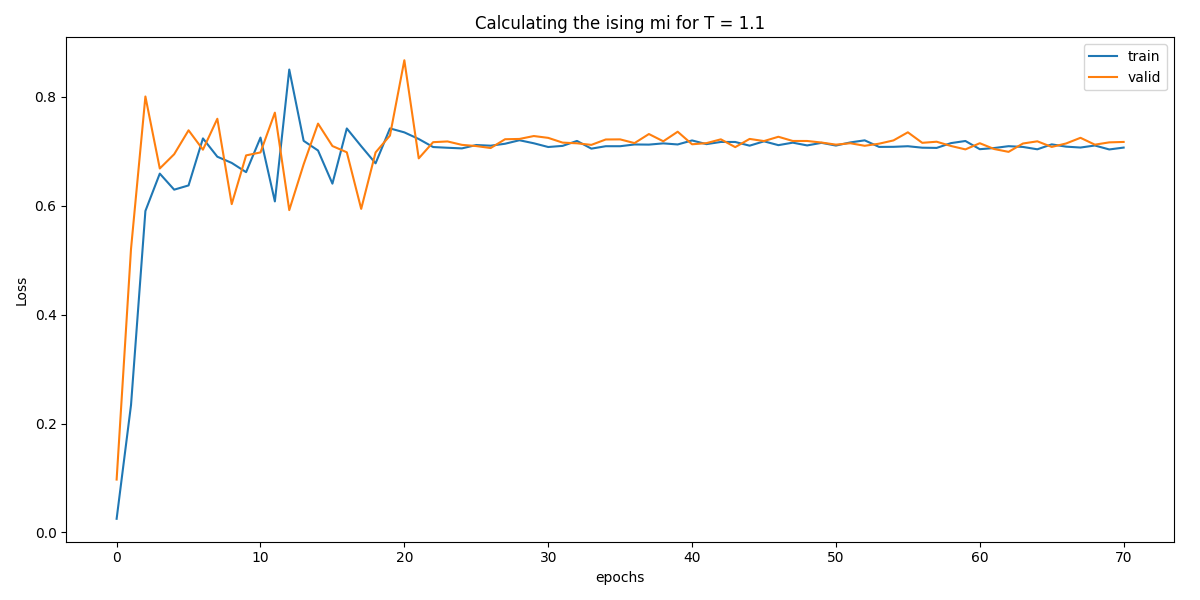 Calculating the ising mi for T = 1.1
train
valid
0.8
0.6
0.4
0.2
0.0
Loss
0 10 20 30 40 50 60 70
epochs